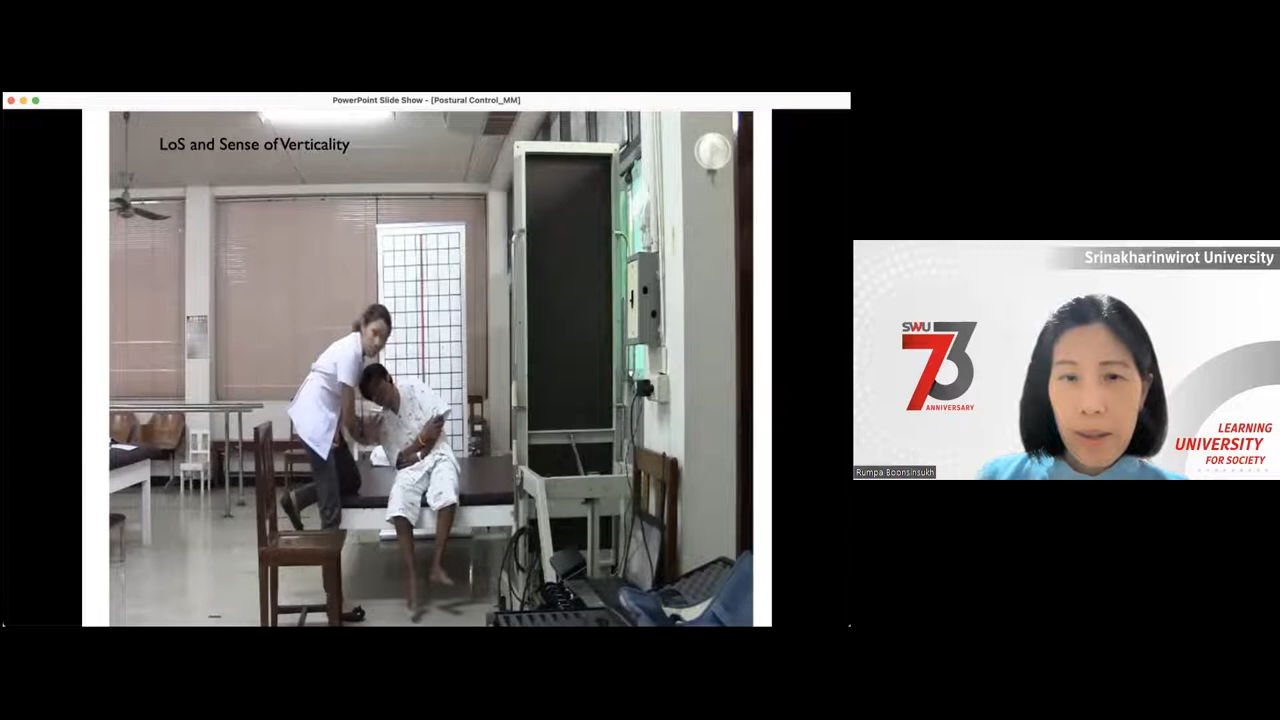 PowerPoint Slide Show - [Postural Control_MM]
LoS and Sense of Verticality
Srinakharinwirot University
SWU
73
ANNIVERSARY
LEARNING
UNIVERSITY
FOR SOCIETY
Rumpa Boonsinsukh